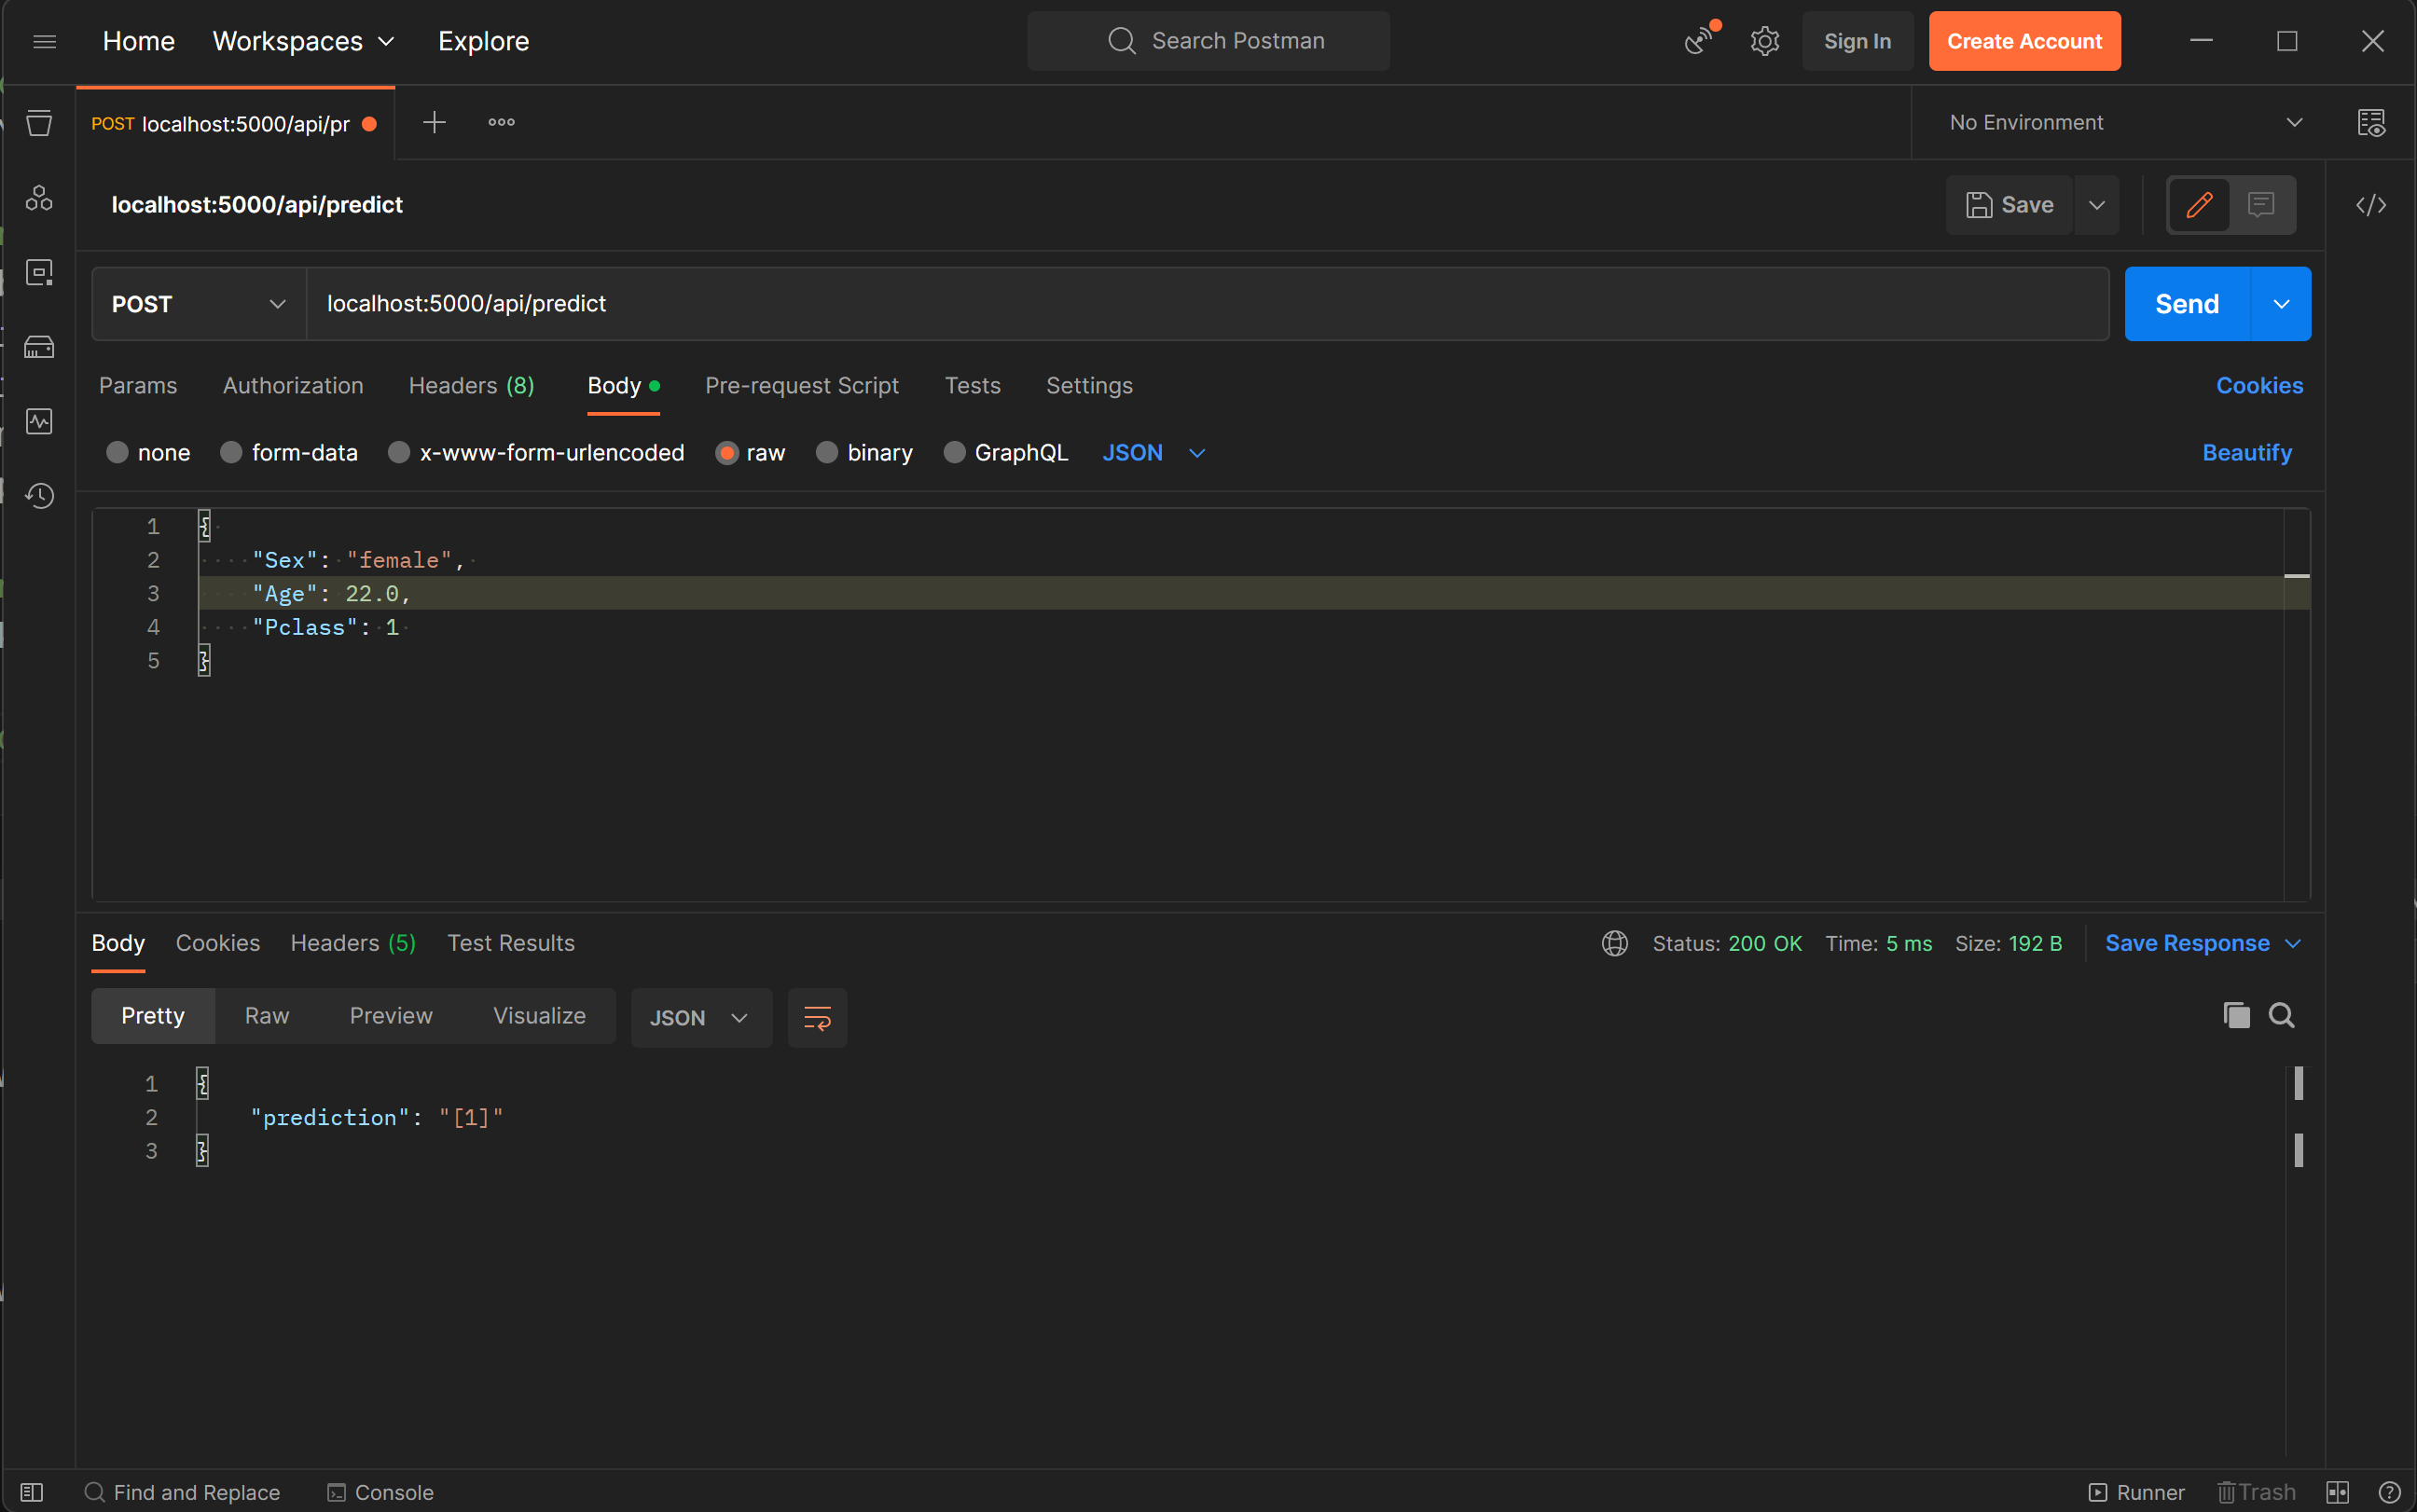 Home Workspaces Explore Search Postman Sign In Create Account
POST localhost:5000/api/pr No Environment
localhost:5000/api/predict Save
POST localhost:5000/api/predict Send
Params Authorization Headers (8) Body Pre-request Script Tests Settings Cookies
none form-data x-www-form-urlencoded raw binary GraphQL JSON Beautify
1 {
2 "Sex": "female",
3 "Age": 22.0,
4 "Pclass": 1
5 }
Body Cookies Headers (5) Test Results Status: 200 OK Time: 5 ms Size: 192 B Save Response
Pretty Raw Preview Visualize JSON
1 {
2 "prediction": "[1]"
3 }
Find and Replace Console Runner Trash